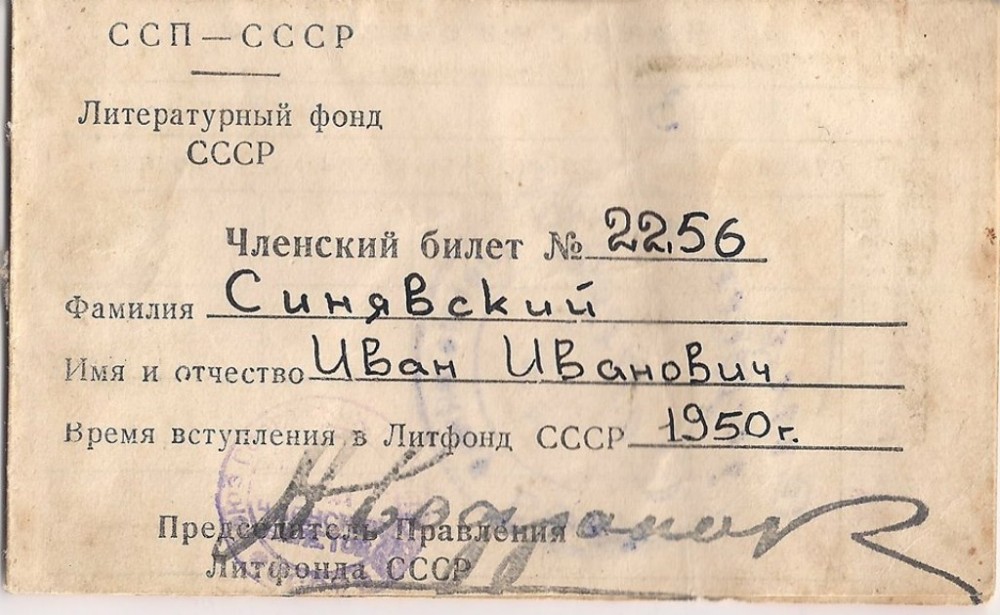 ССП — СССР
Литературный фонд
СССР
Членский билет № 2256
Фамилия Синявский
Имя и отчество Иван Иванович
Время вступления в Литфонд СССР 1950 г.
Председатель Правления
Литфонда СССР